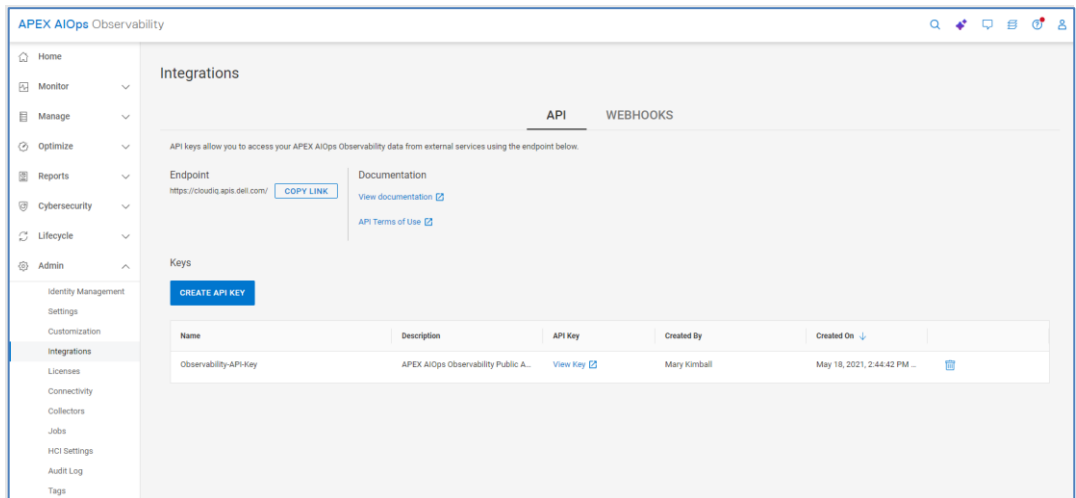 APEX AIOps Observability
Home
Monitor
Manage
Optimize
Reports
Cybersecurity
Lifecycle
Admin
Identity Management
Settings
Customization
Integrations
Licenses
Connectivity
Collectors
Jobs
HCI Settings
Audit Log
Tags
Integrations
API WEBHOOKS
API keys allow you to access your APEX AIOps Observability data from external services using the endpoint below.
Endpoint
https://cloudiq.apis.dell.com/ COPY LINK
Documentation
View documentation
API Terms of Use
Keys
CREATE API KEY
Name Description API Key Created By Created On
Observability-API-Key APEX AIOps Observability Public A... View Key Mary Kimball May 18, 2021, 2:44:42 PM ...